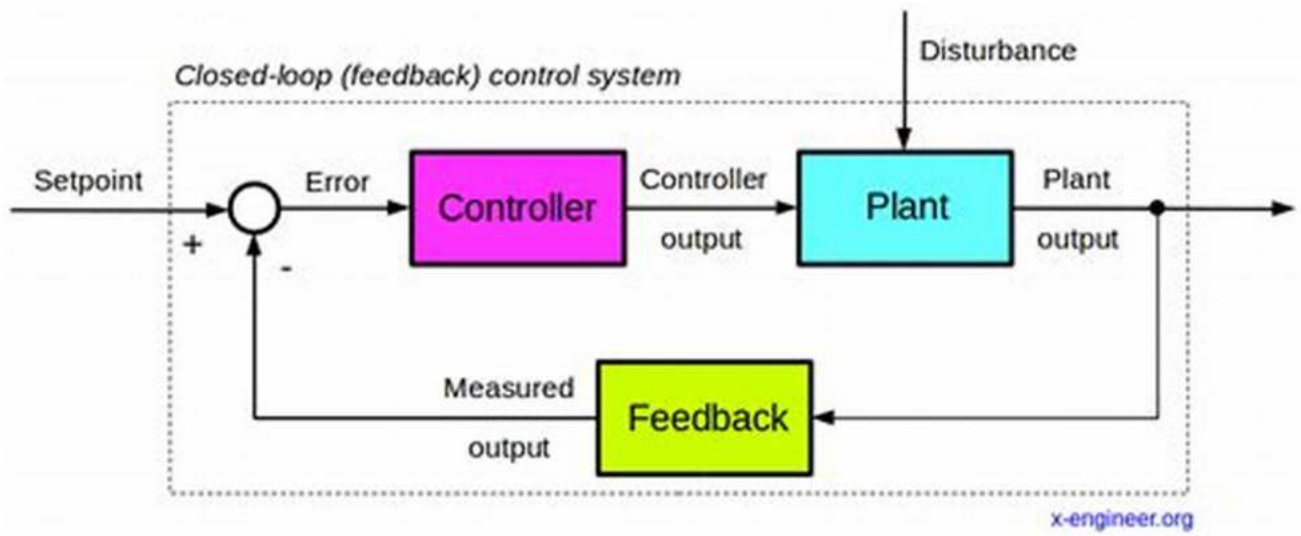 Disturbance
Closed-loop (feedback) control system
Setpoint
+
-
Error
Controller
Controller
output
Plant
Plant
output
Measured
output
Feedback
x-engineer.org